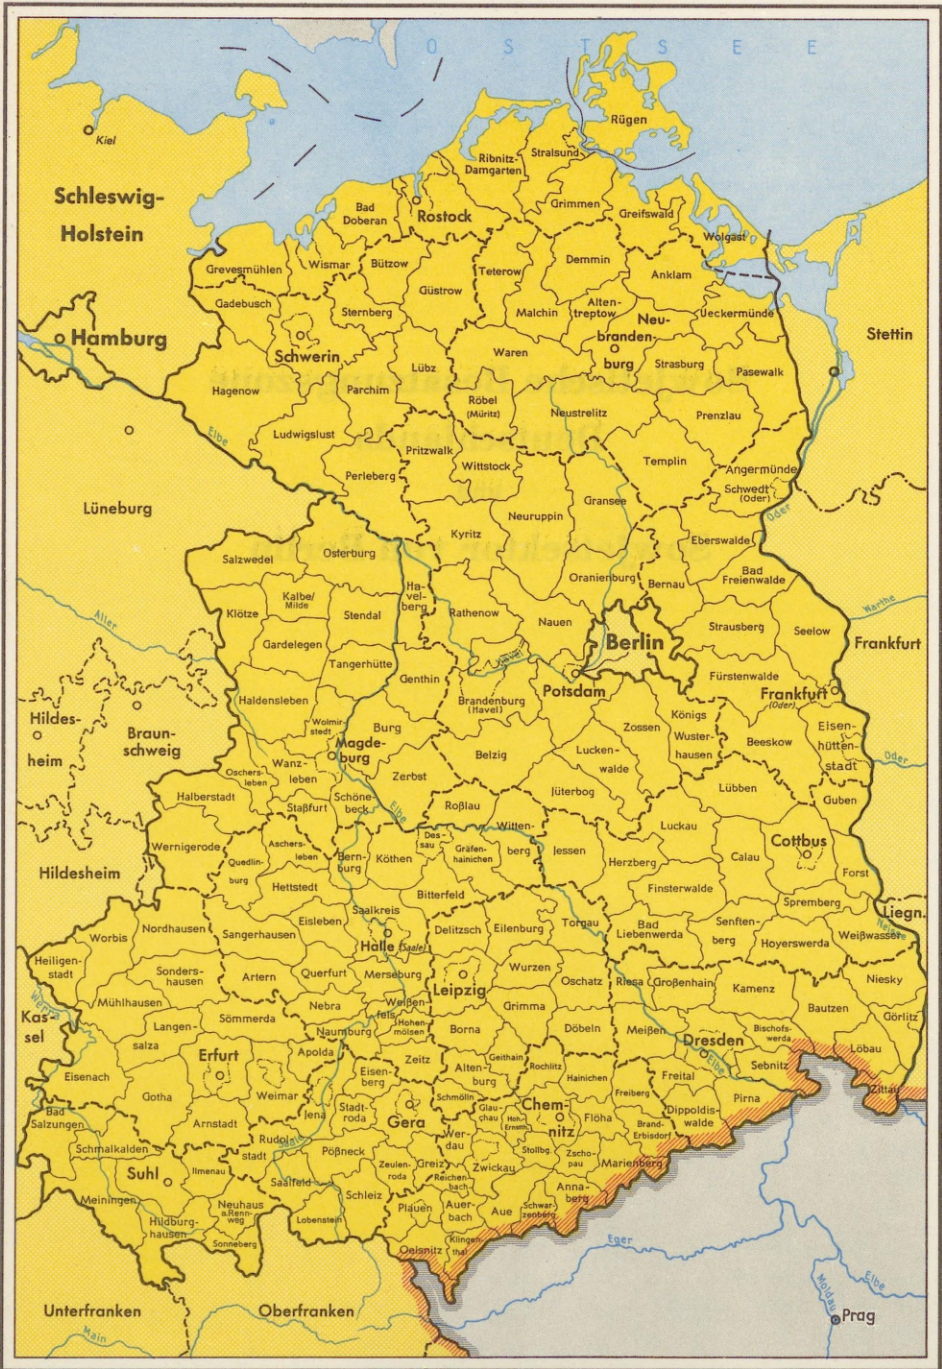 O S T S E E
Kiel
Rügen
Stralsund
Ribnitz-
Damgarten
Schleswig-
Holstein
Bad
Doberan
Rostock
Grimmen
Greifswald
Wolgast
Grevesmühlen
Wismar
Bützow
Teterow
Demmin
Anklam
Gadebusch
Güstrow
Sternberg
Malchin
Alten-
treptow
Neu-
branden-
burg
Ueckermünde
Hamburg
Schwerin
Stettin
Lübz
Waren
Strasburg
Pasewalk
Hagenow
Parchim
Röbel
(Müritz)
Neustrelitz
Prenzlau
Elbe
Ludwigslust
Pritzwalk
Wittstock
Templin
Angermünde
Perleberg
Schwedt
(Oder)
Lüneburg
Gransee
Neuruppin
Oder
Kyritz
Eberswalde
Salzwedel
Osterburg
Oranienburg
Bernau
Bad
Freienwalde
Kalbe/
Milde
Ha-
vel-
berg
Klötze
Stendal
Rathenow
Nauen
Warthe
Aller
Strausberg
Seelow
Gardelegen
Berlin
Frankfurt
Tangerhütte
Havel
Genthin
Fürstenwalde
Potsdam
Brandenburg
(Havel)
Frankfurt
(Oder)
Haldensleben
Hildes-
heim
Braun-
schweig
Wolmir-
stedt
Burg
Zossen
Königs
Wuster-
hausen
Beeskow
Eisen-
hütten-
stadt
Magde-
burg
Belzig
Lucken-
walde
Oder
Oschers-
leben
Wanz-
leben
Zerbst
Jüterbog
Lübben
Halberstadt
Staßfurt
Schöne-
beck
Elbe
Roßlau
Guben
Witten-
berg
Luckau
Wernigerode
Aschers-
leben
Bern-
burg
Köthen
Des-
sau
Gräfen-
hainichen
Jessen
Herzberg
Calau
Cottbus
Quedlin-
burg
Forst
Hildesheim
Hettstedt
Bitterfeld
Finsterwalde
Spremberg
Liegn.
Nordhausen
Eisleben
Saalkreis
Delitzsch
Eilenburg
Torgau
Bad
Liebenwerda
Senften-
berg
Hoyerswerda
Weißwasser
Neisse
Worbis
Sangerhausen
Halle (Saale)
Heiligen-
stadt
Sonders-
hausen
Artern
Querfurt
Merseburg
Leipzig
Wurzen
Oschatz
Riesa
Großenhain
Kamenz
Niesky
Werra
Mühlhausen
Nebra
Weißen-
fels
Grimma
Bautzen
Görlitz
Kas-
sel
Langen-
salza
Sömmerda
Naumburg
Hohen-
mölsen
Borna
Döbeln
Meißen
Bischofs-
werda
Dresden
Löbau
Erfurt
Apolda
Zeitz
Geithain
Elbe
Sebnitz
Eisenach
Eisen-
berg
Alten-
burg
Rochlitz
Hainichen
Freital
Zittau
Gotha
Weimar
Schmölln
Freiberg
Pirna
Bad
Salzungen
Arnstadt
Jena
Stadt-
roda
Gera
Glau-
chau
Hoh.
Ernstth.
Chem-
nitz
Flöha
Dippoldis-
walde
Brand-
Erbisdorf
Schmalkalden
Rudol
stadt
Saale
Pößneck
Wer-
dau
Stollbg.
Zscho-
pau
Marienberg
Suhl
Ilmenau
Saalfeld
Zeulen-
roda
Greiz
Reichen-
bach
Zwickau
Anna-
berg
Meiningen
Neuhaus
a.Renn-
weg
Schleiz
Plauen
Auer-
bach
Aue
Schwar-
zenberg
Hildburg-
hausen
Sonneberg
Lobenstein
Oelsnitz
Klingen-
thal
Eger
Elbe
Moldau
Unterfranken
Oberfranken
Prag
Main